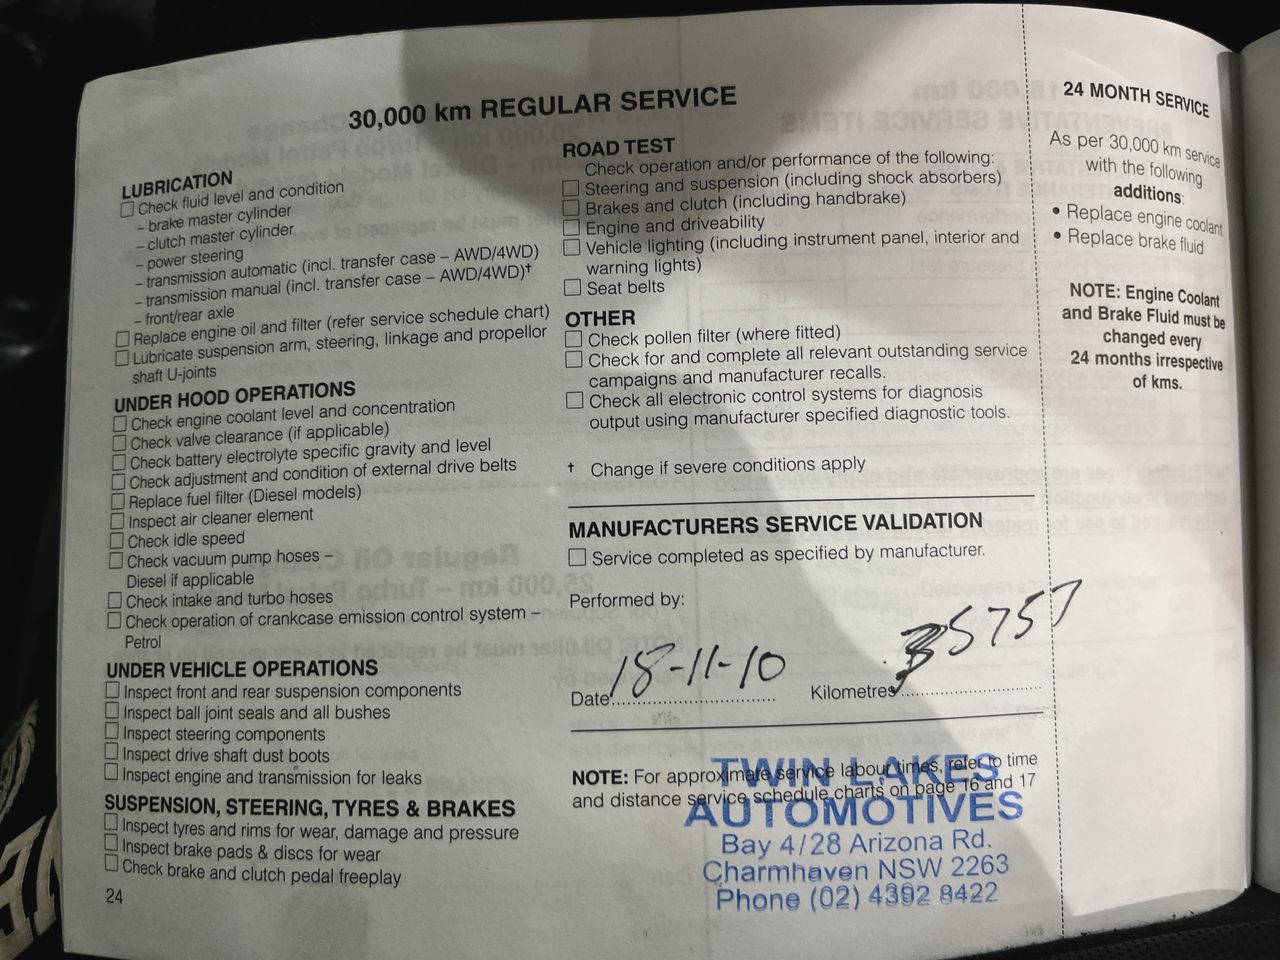 30,000 km REGULAR SERVICE
LUBRICATION
Check fluid level and condition
- brake master cylinder
- clutch master cylinder
- power steering
- transmission automatic (incl. transfer case – AWD/4WD)
- transmission manual (incl. transfer case – AWD/4WD)†
- front/rear axle
Replace engine oil and filter (refer service schedule chart)
Lubricate suspension arm, steering, linkage and propellor
shaft U-joints
UNDER HOOD OPERATIONS
Check engine coolant level and concentration
Check valve clearance (if applicable)
Check battery electrolyte specific gravity and level
Check adjustment and condition of external drive belts
Replace fuel filter (Diesel models)
Inspect air cleaner element
Check idle speed
Check vacuum pump hoses –
Diesel if applicable
Check intake and turbo hoses
Check operation of crankcase emission control system –
Petrol
UNDER VEHICLE OPERATIONS
Inspect front and rear suspension components
Inspect ball joint seals and all bushes
Inspect steering components
Inspect drive shaft dust boots
Inspect engine and transmission for leaks
SUSPENSION, STEERING, TYRES & BRAKES
Inspect tyres and rims for wear, damage and pressure
Inspect brake pads & discs for wear
Check brake and clutch pedal freeplay
24
ROAD TEST
Check operation and/or performance of the following:
Steering and suspension (including shock absorbers)
Brakes and clutch (including handbrake)
Engine and driveability
Vehicle lighting (including instrument panel, interior and
warning lights)
Seat belts
OTHER
Check pollen filter (where fitted)
Check for and complete all relevant outstanding service
campaigns and manufacturer recalls.
Check all electronic control systems for diagnosis
output using manufacturer specified diagnostic tools.
† Change if severe conditions apply
MANUFACTURERS SERVICE VALIDATION
Service completed as specified by manufacturer.
Performed by:
Date 18-11-10 Kilometres 35757
NOTE: For approximate service labour times, refer to time
and distance service schedule charts on page 16 and 17
TWIN LAKES
AUTOMOTIVES
Bay 4/28 Arizona Rd.
Charmhaven NSW 2263
Phone (02) 4392 8422
24 MONTH SERVICE
As per 30,000 km service
with the following
additions:
• Replace engine coolant
• Replace brake fluid
NOTE: Engine Coolant
and Brake Fluid must be
changed every
24 months irrespective
of kms.